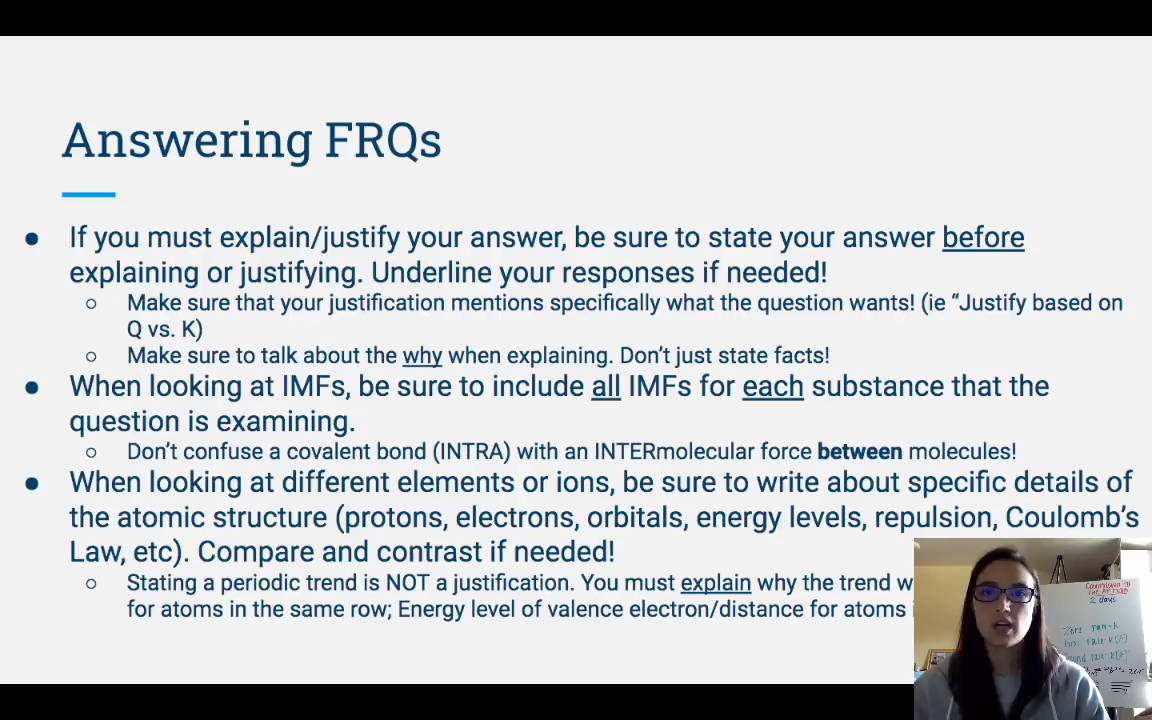 Answering FRQs
● If you must explain/justify your answer, be sure to state your answer before
explaining or justifying. Underline your responses if needed!
○ Make sure that your justification mentions specifically what the question wants! (ie “Justify based on
Q vs. K)
○ Make sure to talk about the why when explaining. Don’t just state facts!
● When looking at IMFs, be sure to include all IMFs for each substance that the
question is examining.
○ Don’t confuse a covalent bond (INTRA) with an INTERmolecular force between molecules!
● When looking at different elements or ions, be sure to write about specific details of
the atomic structure (protons, electrons, orbitals, energy levels, repulsion, Coulomb’s
Law, etc). Compare and contrast if needed!
○ Stating a periodic trend is NOT a justification. You must explain why the trend
for atoms in the same row; Energy level of valence electron/distance for atoms
Countdown to
2 days
rate=k